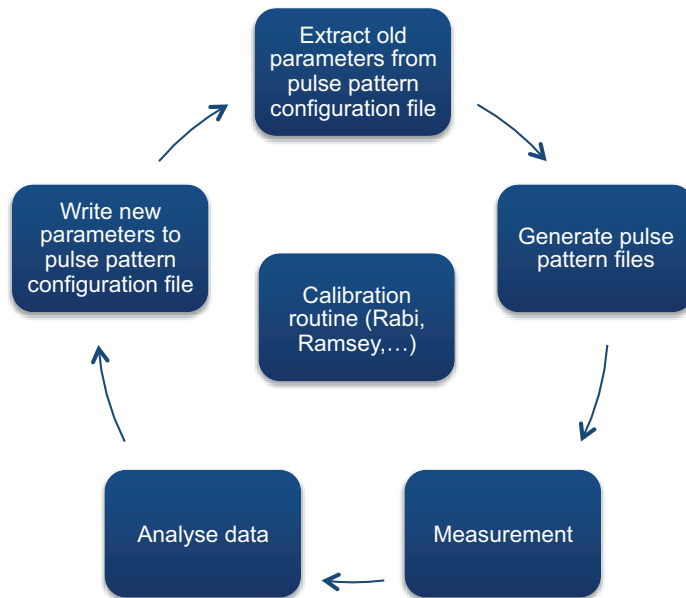 Extract old
parameters from
pulse pattern
configuration file
Write new
parameters to
pulse pattern
configuration file
Generate pulse
pattern files
Calibration
routine (Rabi,
Ramsey,…)
Analyse data
Measurement